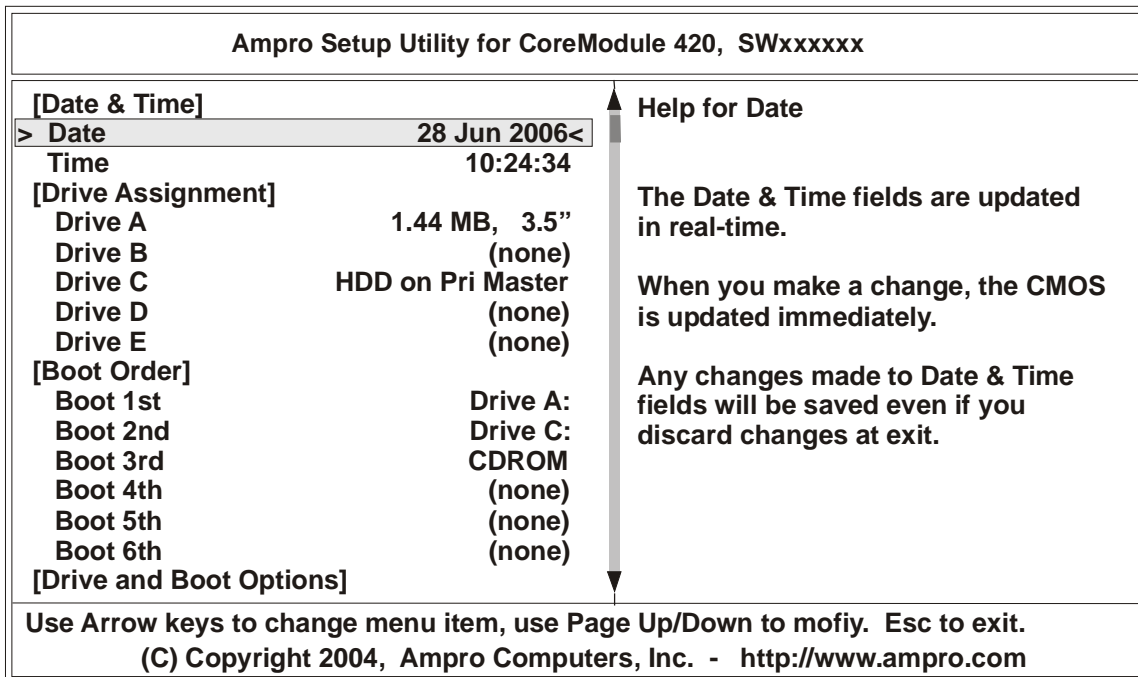 Ampro Setup Utility for CoreModule 420, SWxxxxxx
[Date & Time]
> Date 28 Jun 2006<
Time 10:24:34
[Drive Assignment]
Drive A 1.44 MB, 3.5”
Drive B (none)
Drive C HDD on Pri Master
Drive D (none)
Drive E (none)
[Boot Order]
Boot 1st Drive A:
Boot 2nd Drive C:
Boot 3rd CDROM
Boot 4th (none)
Boot 5th (none)
Boot 6th (none)
[Drive and Boot Options]
Help for Date
The Date & Time fields are updated
in real-time.
When you make a change, the CMOS
is updated immediately.
Any changes made to Date & Time
fields will be saved even if you
discard changes at exit.
Use Arrow keys to change menu item, use Page Up/Down to mofiy. Esc to exit.
(C) Copyright 2004, Ampro Computers, Inc. - http://www.ampro.com